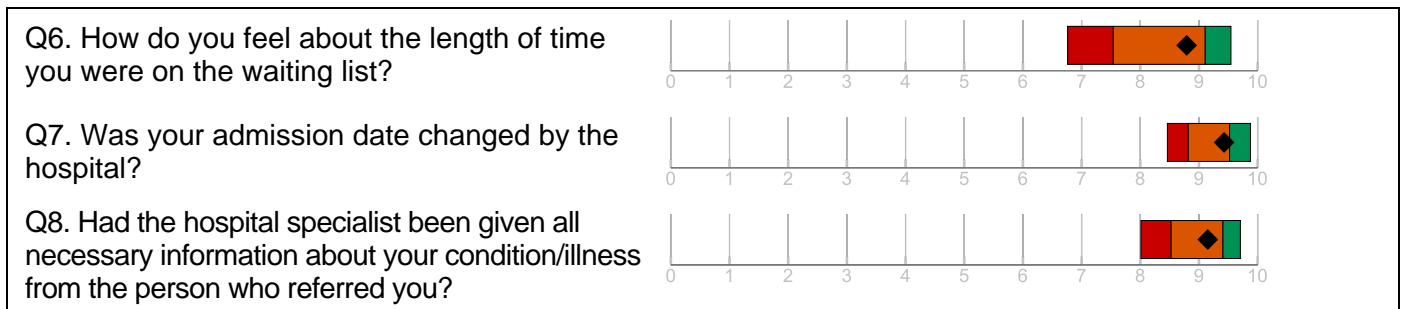 Q6. How do you feel about the length of time
you were on the waiting list?
0 1 2 3 4 5 6 7 8 9 10
Q7. Was your admission date changed by the
hospital?
0 1 2 3 4 5 6 7 8 9 10
Q8. Had the hospital specialist been given all
necessary information about your condition/illness
from the person who referred you?
0 1 2 3 4 5 6 7 8 9 10